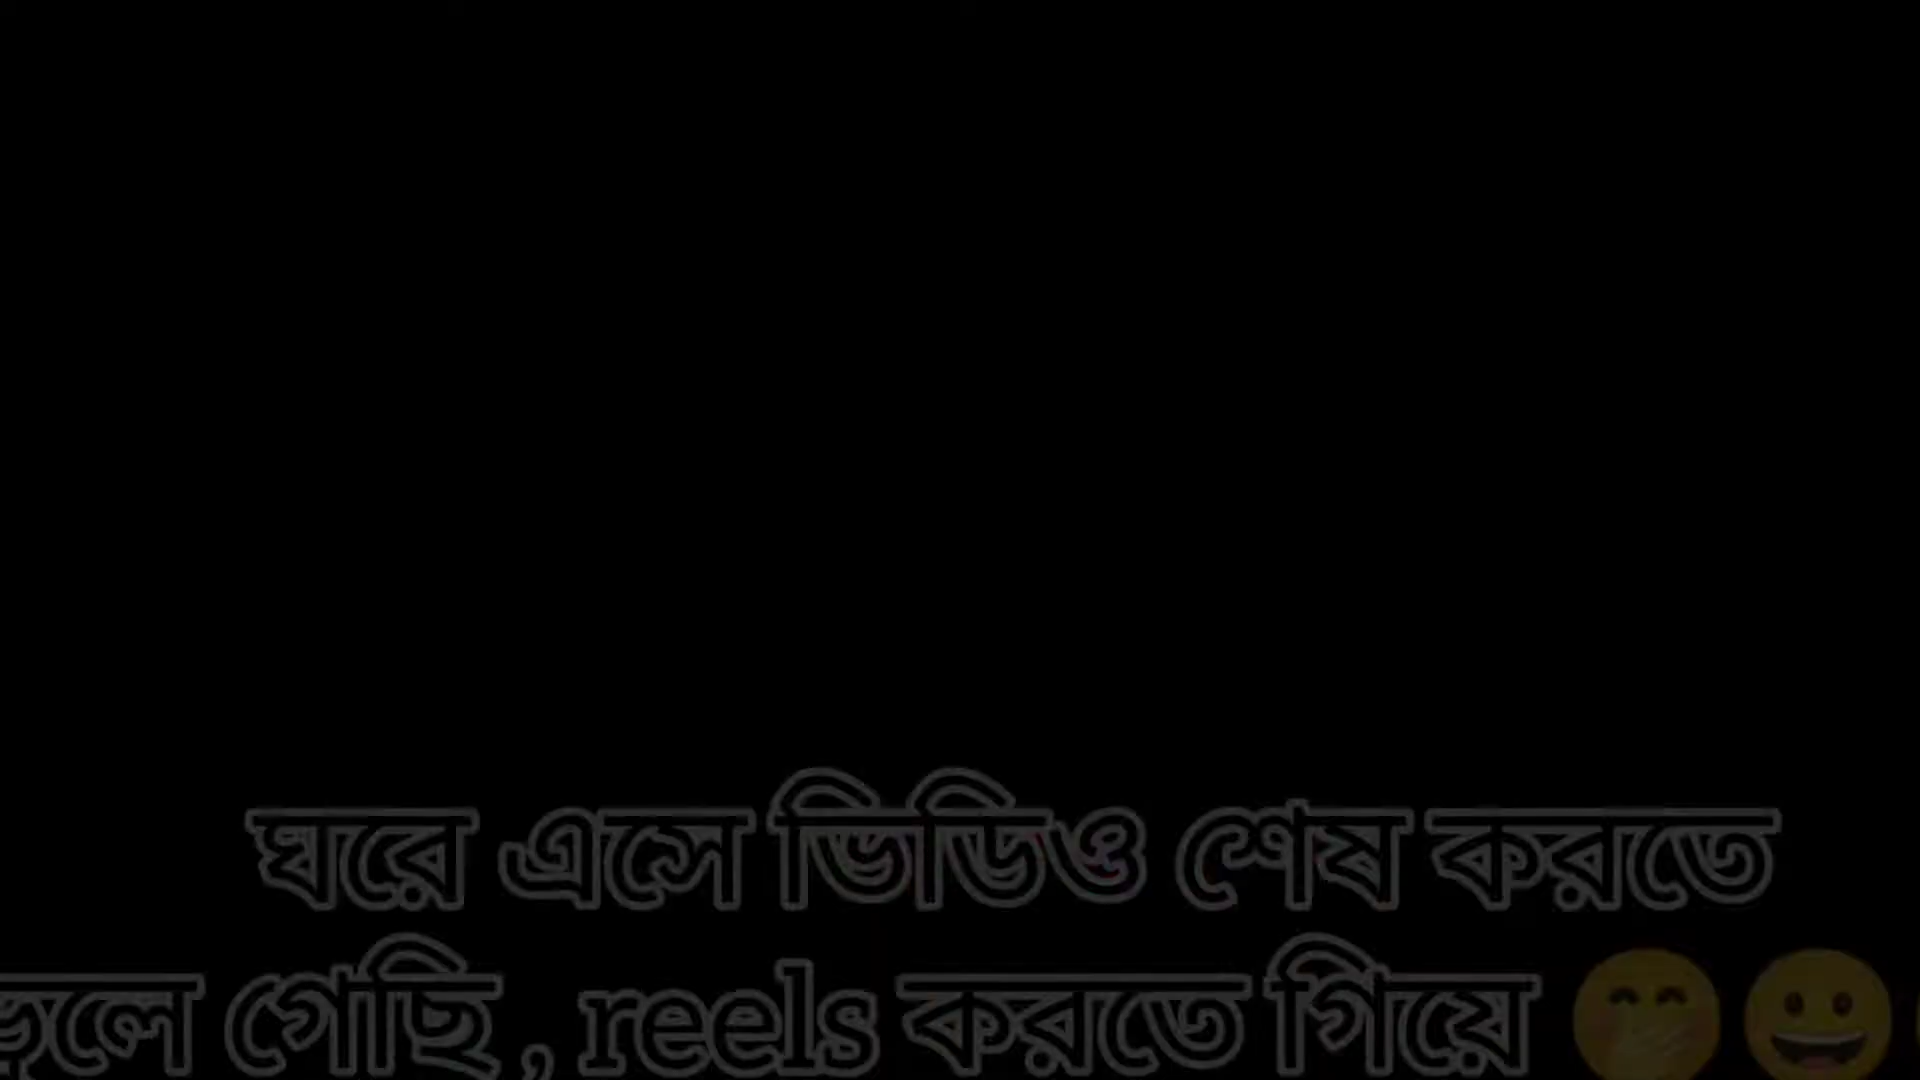 ঘরে এসে ভিডিও শেষ করতে
ভুলে গেছি , reels করতে গিয়ে 🤭😀